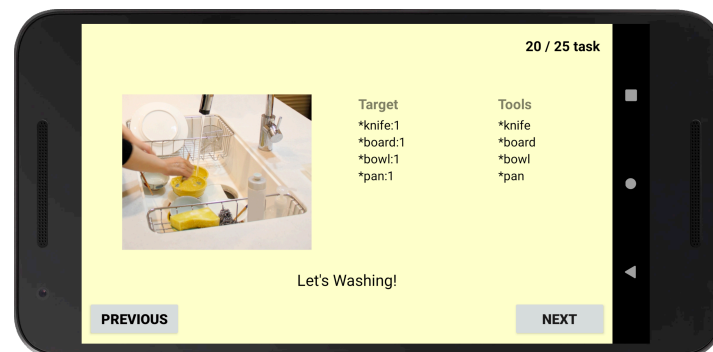 20 / 25 task
Target
*knife:1
*board:1
*bowl:1
*pan:1
Tools
*knife
*board
*bowl
*pan
Let's Washing!
PREVIOUS
NEXT